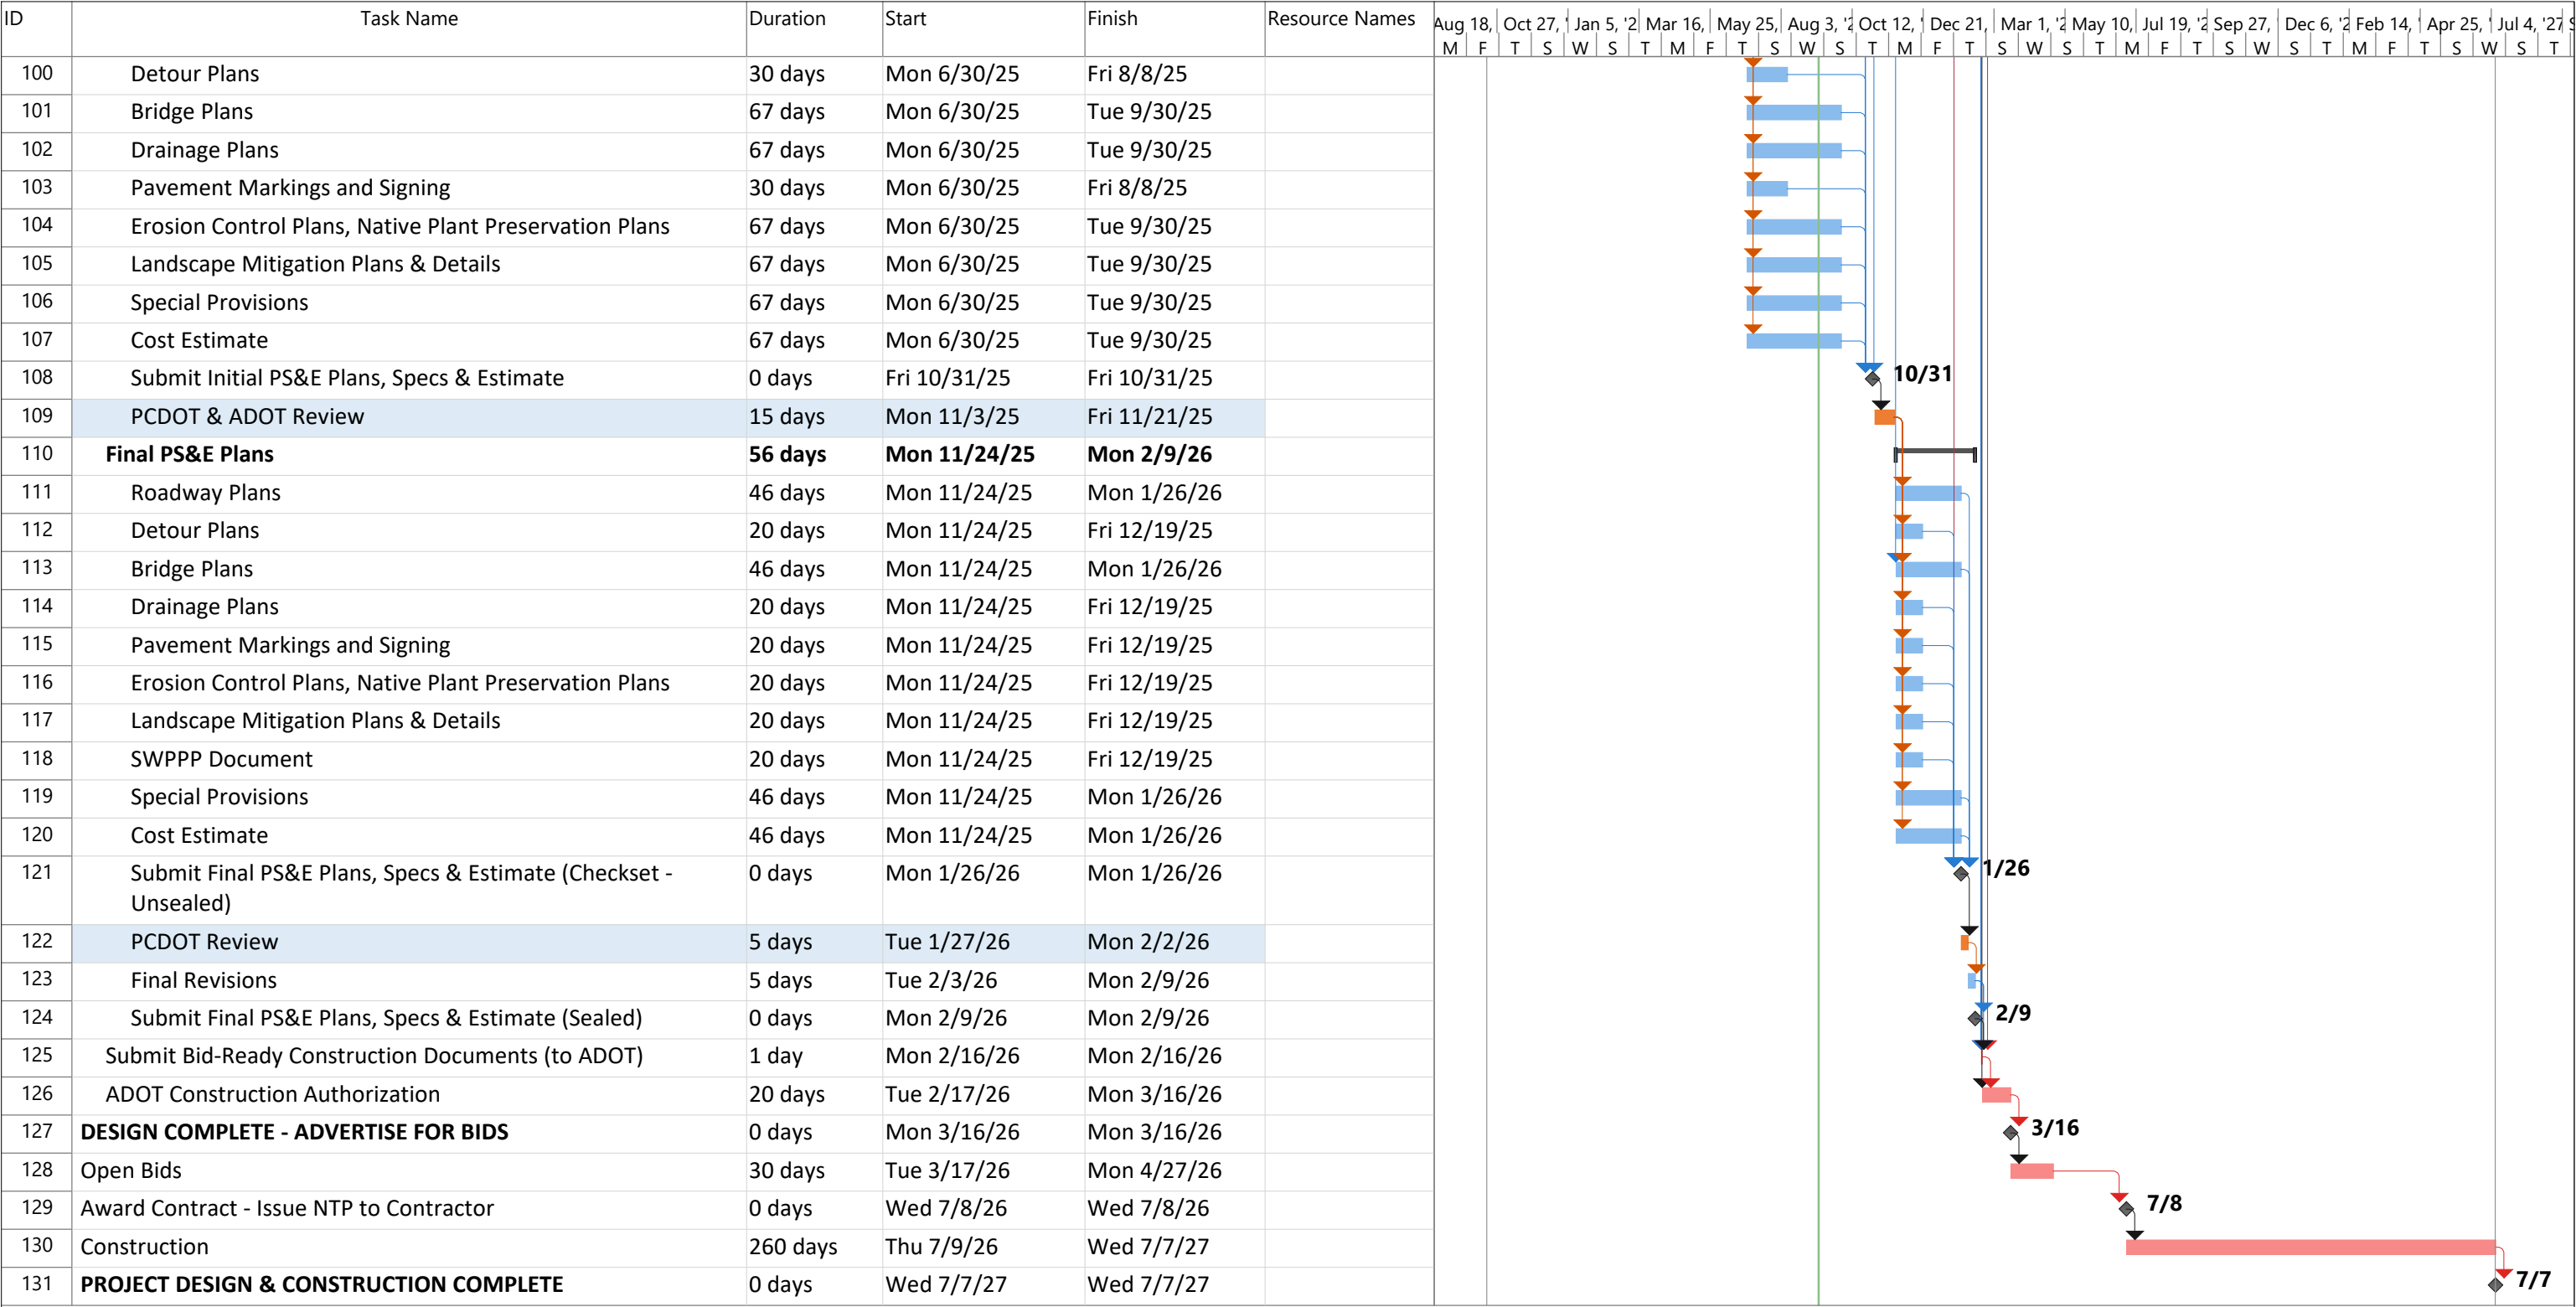 ID Task Name Duration Start Finish Resource Names
Aug 18, Oct 27, ' Jan 5, '2 Mar 16, May 25, Aug 3, '2 Oct 12, ' Dec 21, Mar 1, '2 May 10, Jul 19, '2 Sep 27, Dec 6, '2 Feb 14, ' Apr 25, ' Jul 4, '27 S
M F T S W S T M F T S W S T M F T S W S T M F T S W S T M F T S W S T
100 Detour Plans 30 days Mon 6/30/25 Fri 8/8/25
101 Bridge Plans 67 days Mon 6/30/25 Tue 9/30/25
102 Drainage Plans 67 days Mon 6/30/25 Tue 9/30/25
103 Pavement Markings and Signing 30 days Mon 6/30/25 Fri 8/8/25
104 Erosion Control Plans, Native Plant Preservation Plans 67 days Mon 6/30/25 Tue 9/30/25
105 Landscape Mitigation Plans & Details 67 days Mon 6/30/25 Tue 9/30/25
106 Special Provisions 67 days Mon 6/30/25 Tue 9/30/25
107 Cost Estimate 67 days Mon 6/30/25 Tue 9/30/25
108 Submit Initial PS&E Plans, Specs & Estimate 0 days Fri 10/31/25 Fri 10/31/25 10/31
109 PCDOT & ADOT Review 15 days Mon 11/3/25 Fri 11/21/25
110 Final PS&E Plans 56 days Mon 11/24/25 Mon 2/9/26
111 Roadway Plans 46 days Mon 11/24/25 Mon 1/26/26
112 Detour Plans 20 days Mon 11/24/25 Fri 12/19/25
113 Bridge Plans 46 days Mon 11/24/25 Mon 1/26/26
114 Drainage Plans 20 days Mon 11/24/25 Fri 12/19/25
115 Pavement Markings and Signing 20 days Mon 11/24/25 Fri 12/19/25
116 Erosion Control Plans, Native Plant Preservation Plans 20 days Mon 11/24/25 Fri 12/19/25
117 Landscape Mitigation Plans & Details 20 days Mon 11/24/25 Fri 12/19/25
118 SWPPP Document 20 days Mon 11/24/25 Fri 12/19/25
119 Special Provisions 46 days Mon 11/24/25 Mon 1/26/26
120 Cost Estimate 46 days Mon 11/24/25 Mon 1/26/26
121 Submit Final PS&E Plans, Specs & Estimate (Checkset - 0 days Mon 1/26/26 Mon 1/26/26 1/26
Unsealed)
122 PCDOT Review 5 days Tue 1/27/26 Mon 2/2/26
123 Final Revisions 5 days Tue 2/3/26 Mon 2/9/26
124 Submit Final PS&E Plans, Specs & Estimate (Sealed) 0 days Mon 2/9/26 Mon 2/9/26 2/9
125 Submit Bid-Ready Construction Documents (to ADOT) 1 day Mon 2/16/26 Mon 2/16/26
126 ADOT Construction Authorization 20 days Tue 2/17/26 Mon 3/16/26
127 DESIGN COMPLETE - ADVERTISE FOR BIDS 0 days Mon 3/16/26 Mon 3/16/26 3/16
128 Open Bids 30 days Tue 3/17/26 Mon 4/27/26
129 Award Contract - Issue NTP to Contractor 0 days Wed 7/8/26 Wed 7/8/26 7/8
130 Construction 260 days Thu 7/9/26 Wed 7/7/27
131 PROJECT DESIGN & CONSTRUCTION COMPLETE 0 days Wed 7/7/27 Wed 7/7/27 7/7